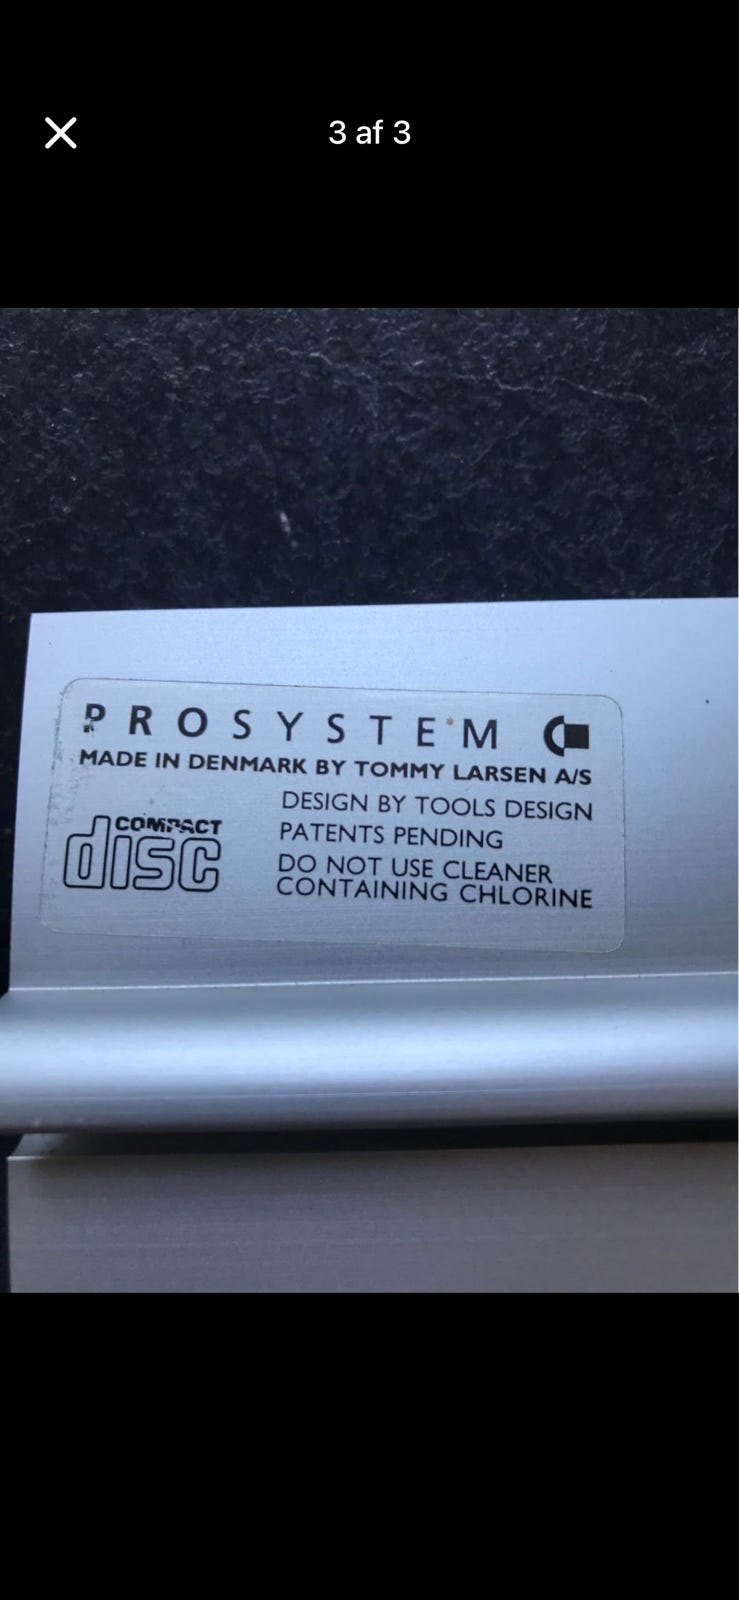 3 af 3
PROSYSTEM
MADE IN DENMARK BY TOMMY LARSEN A/S
DESIGN BY TOOLS DESIGN
COMPACT
disc
PATENTS PENDING
DO NOT USE CLEANER
CONTAINING CHLORINE